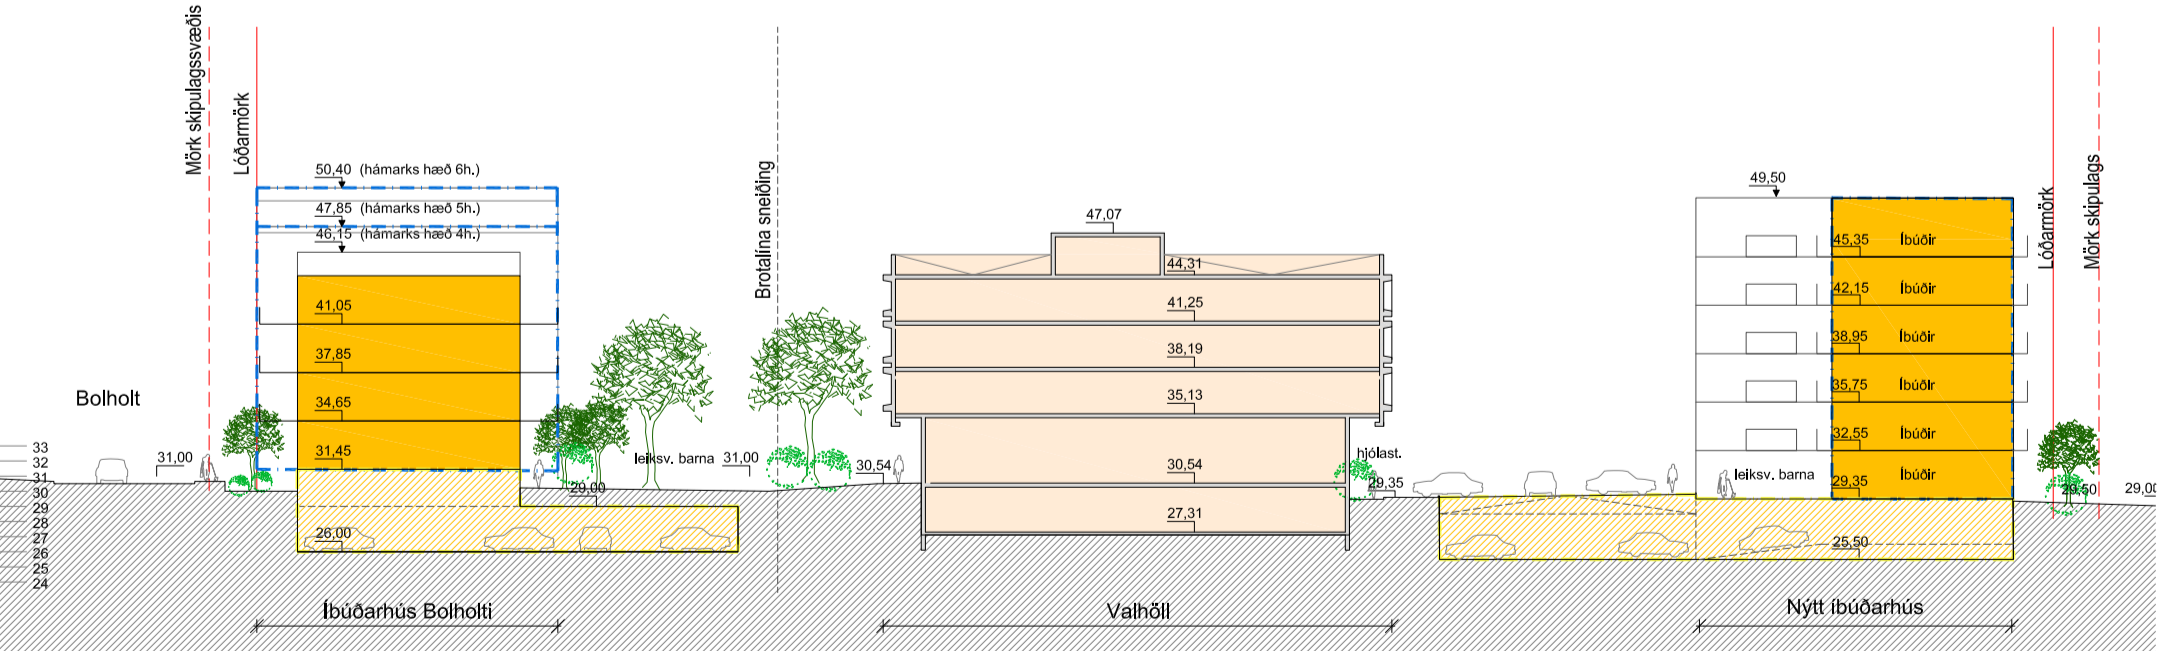 Mörk skipulagssvæðis
Lóðarmörk
50,40 (hámarks hæð 6h.)
47,85 (hámarks hæð 5h.)
46,15 (hámarks hæð 4h.)
41,05
37,85
34,65
31,45
29,00
26,00
Bolholt
31,00
33
32
31
30
29
28
27
26
25
24
leiksv. barna
31,00
Brotalína sneiðing
30,54
47,07
44,31
41,25
38,19
35,13
30,54
27,31
hjólast.
29,35
49,50
45,35 Íbúðir
42,15 Íbúðir
38,95 Íbúðir
35,75 Íbúðir
32,55 Íbúðir
leiksv. barna
29,35 Íbúðir
25,50
Lóðarmörk
Mörk skipulags
29,50
29,00
Íbúðarhús Bolholti
Valhöll
Nýtt íbúðarhús